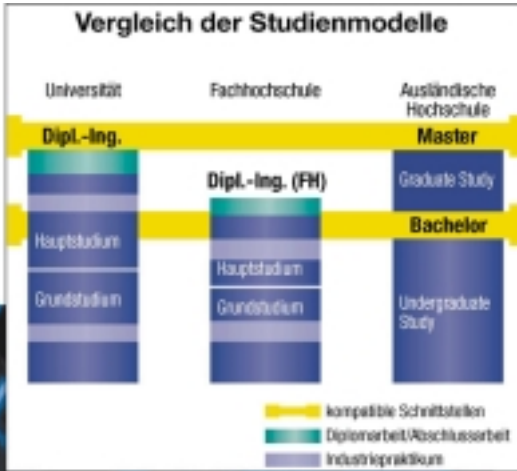 Vergleich der Studienmodelle
Universität
Fachhochschule
Ausländische
Hochschule
Dipl.-Ing.
Master
Dipl.-Ing. (FH)
Graduate Study
Bachelor
Hauptstudium
Hauptstudium
Grundstudium
Grundstudium
Undergraduate
Study
kompatible Schnittstellen
Diplomarbeit/Abschlussarbeit
Industriepraktikum